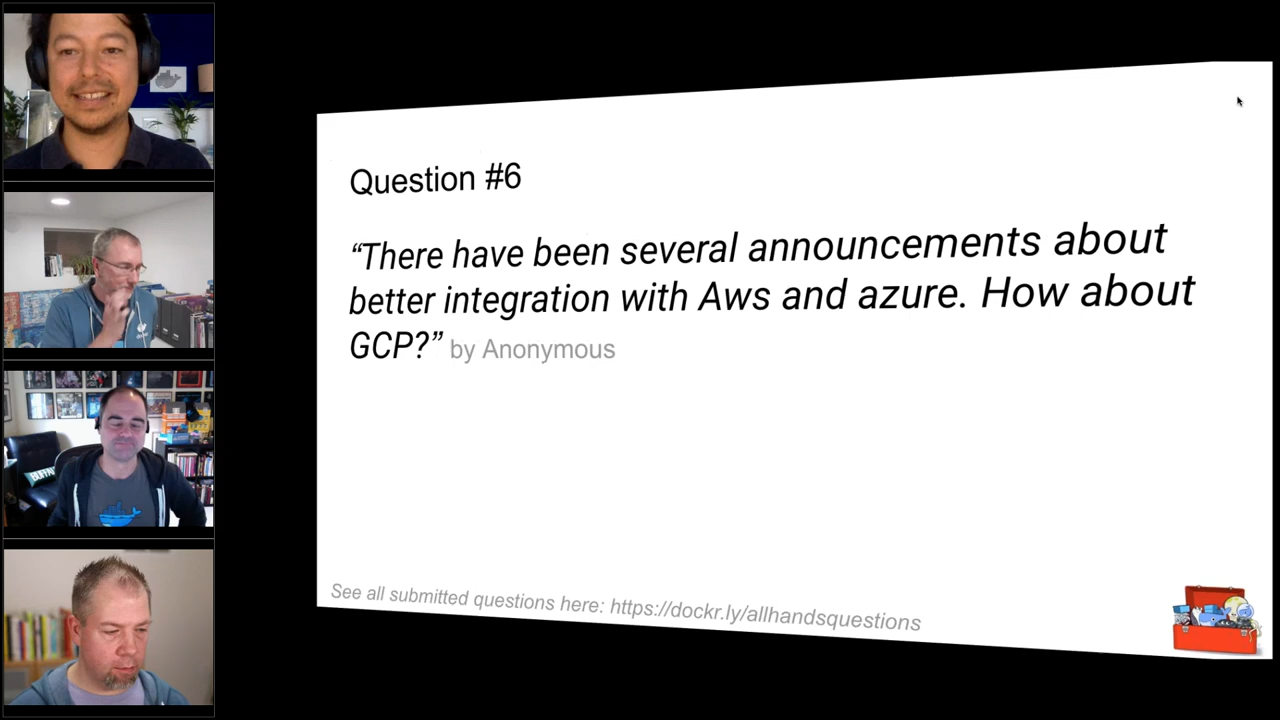 Question #6
“There have been several announcements about
better integration with Aws and azure. How about
GCP?” by Anonymous
See all submitted questions here: https://dockr.ly/allhandsquestions